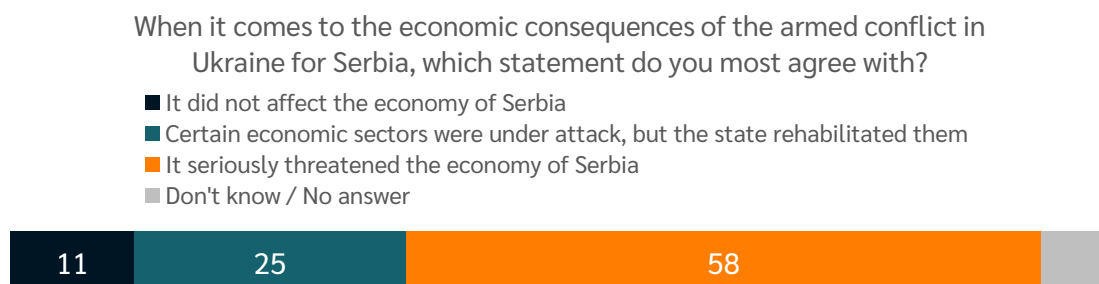 When it comes to the economic consequences of the armed conflict in
Ukraine for Serbia, which statement do you most agree with?
It did not affect the economy of Serbia
Certain economic sectors were under attack, but the state rehabilitated them
It seriously threatened the economy of Serbia
Don't know / No answer
11 25 58